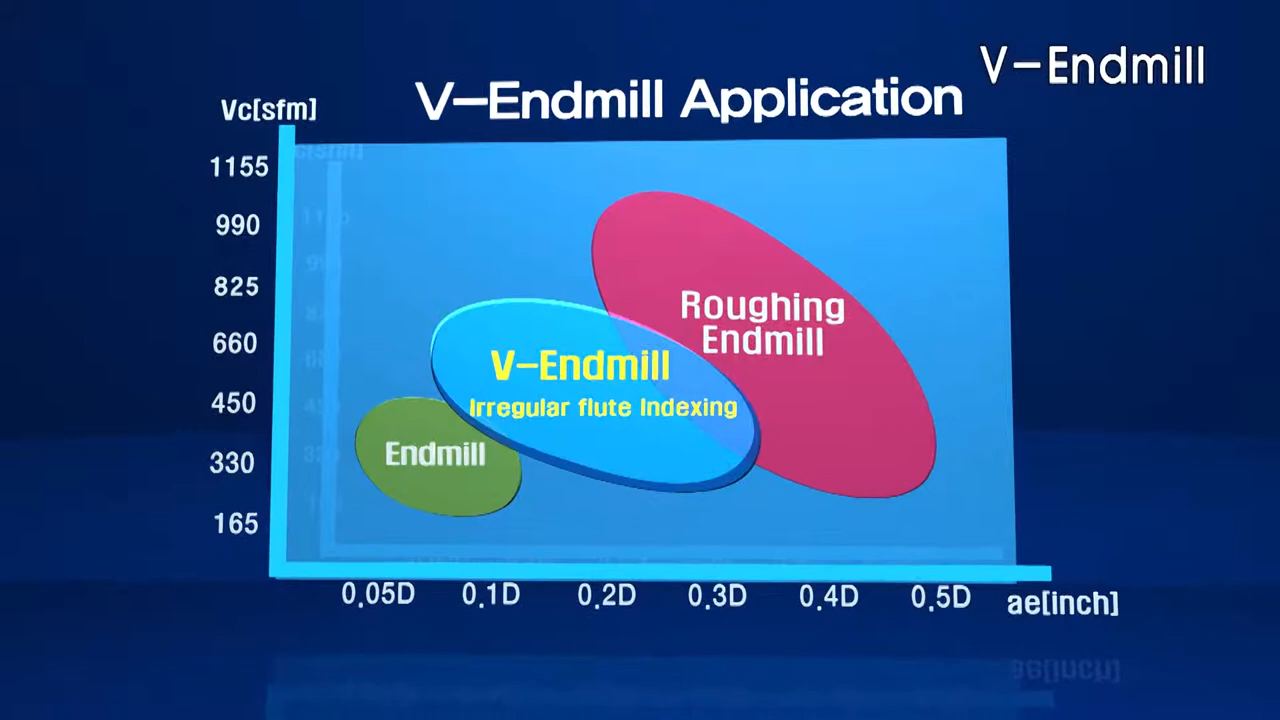 V-Endmill
V-Endmill Application
Vc[sfm]
1155
990
825
660
450
330
165
Roughing
Endmill
V-Endmill
Irregular flute Indexing
Endmill
0.05D 0.1D 0.2D 0.3D 0.4D 0.5D ae[inch]